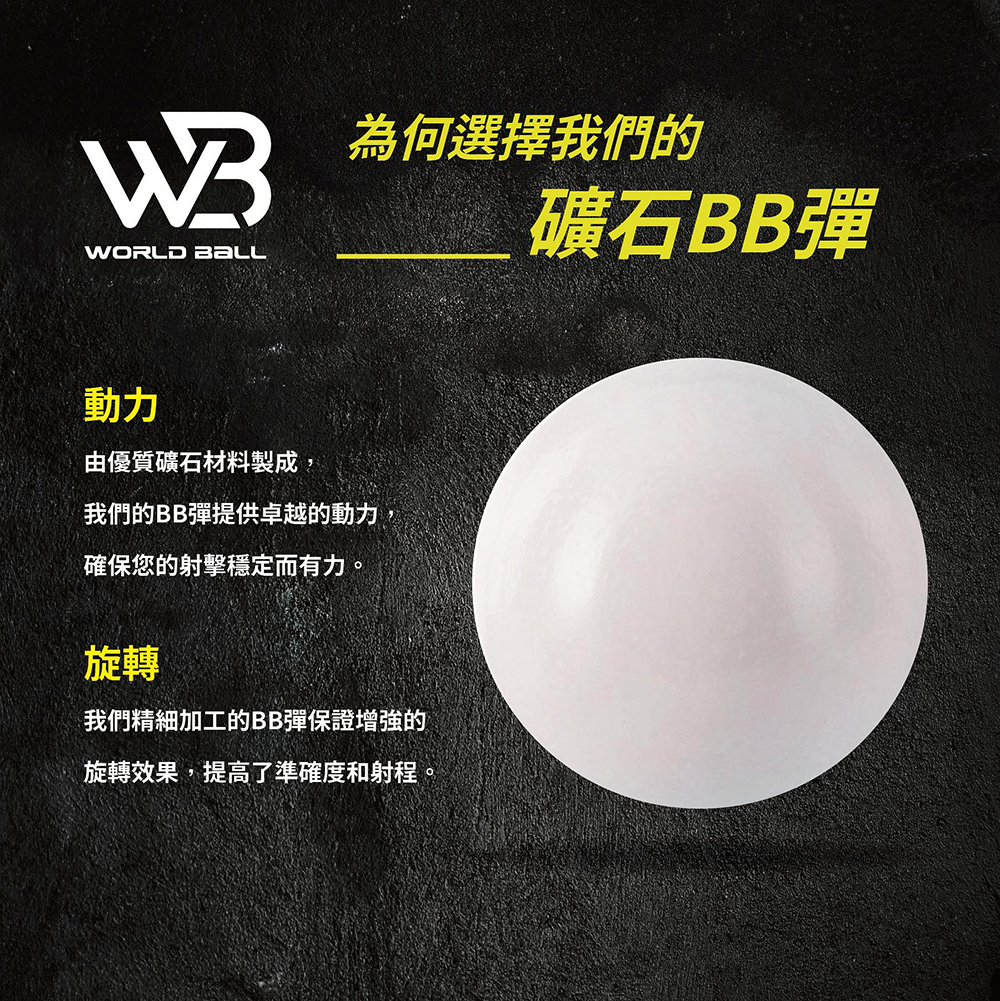 WB
WORLD BALL
為何選擇我們的
礦石BB彈
動力
由優質礦石材料製成，
我們的BB彈提供卓越的動力，
確保您的射擊穩定而有力。
旋轉
我們精細加工的BB彈保證增強的
旋轉效果，提高了準確度和射程。